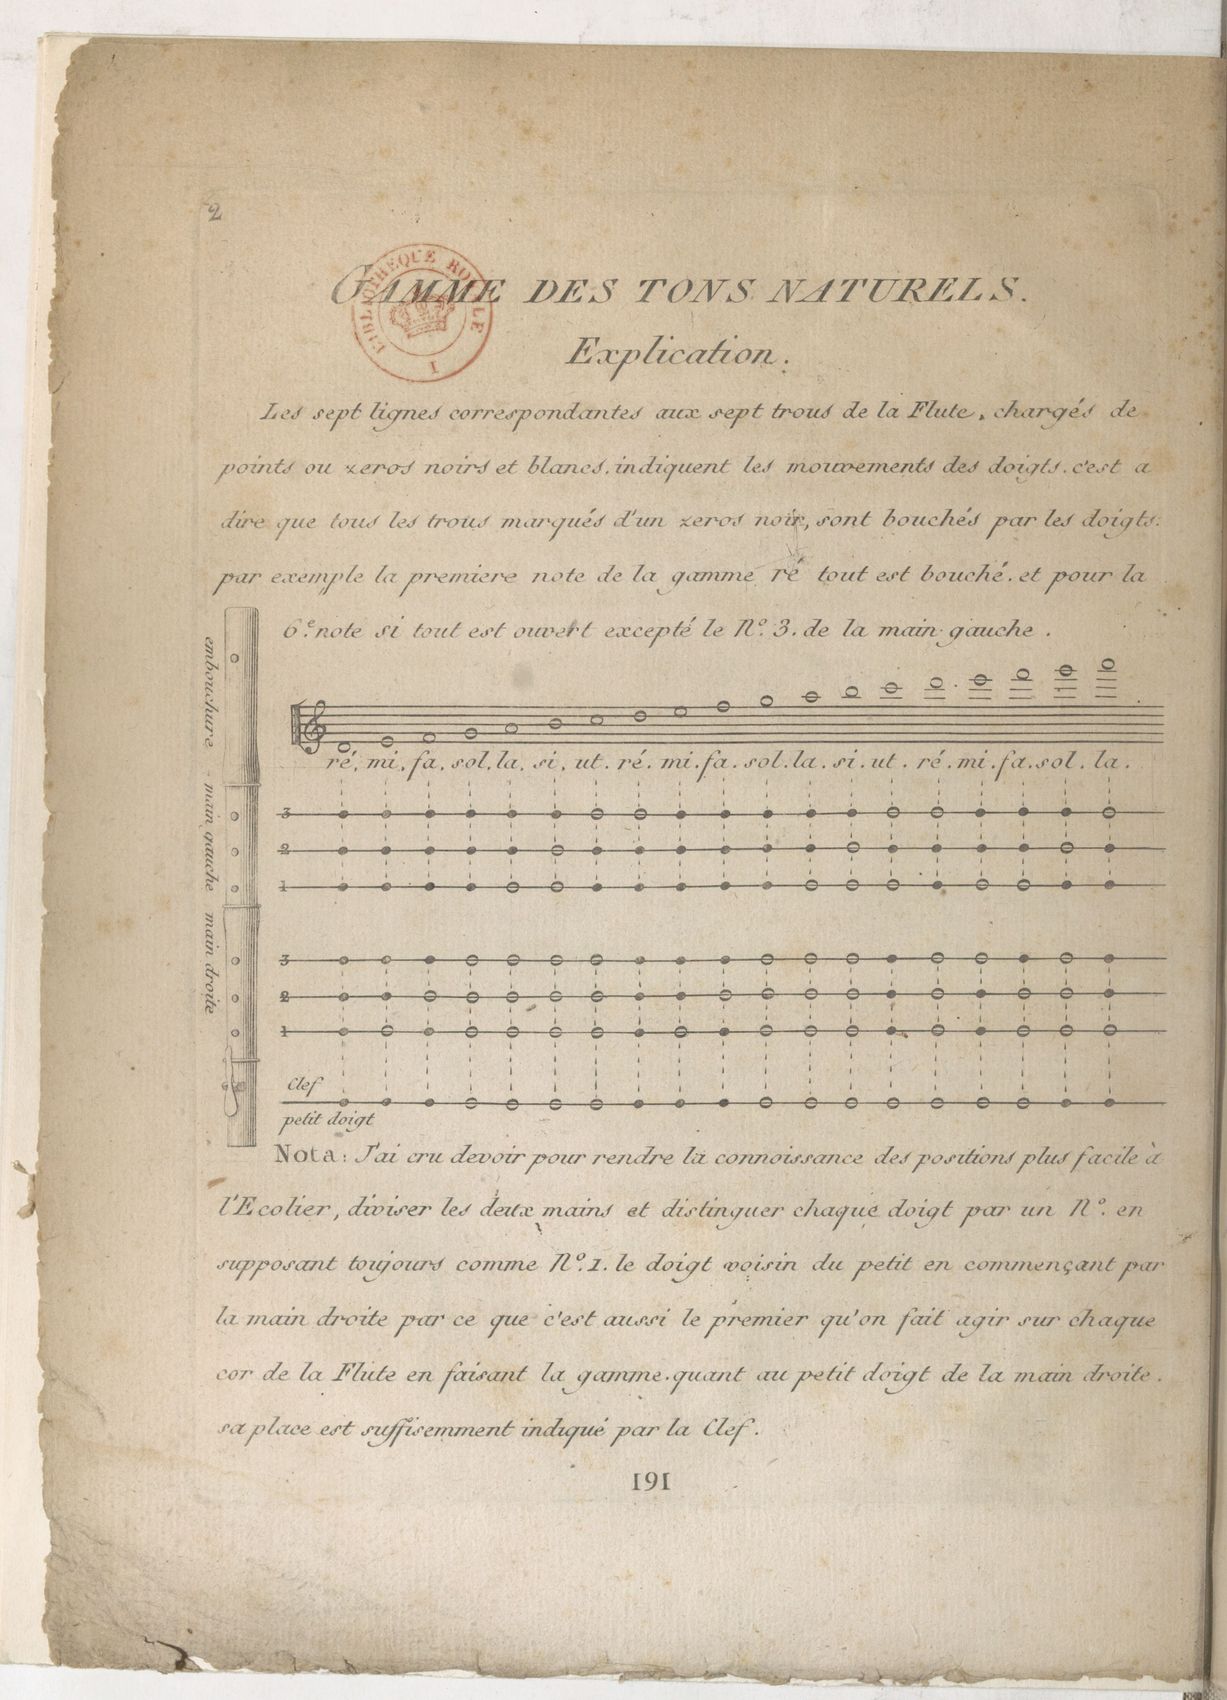 2
GAMME DES TONS NATURELS.
BIBLIOTHEQUE ROYALE
I
Explication.
Les sept lignes correspondantes aux sept trous de la Flute, chargés de
points ou zeros noirs et blancs, indiquent les mouvements des doigts. c'est a
dire que tous les trous marqués d'un zeros noir, sont bouchés par les doigts.
par exemple la premiere note de la gamme ré tout est bouché. et pour la
6.e note si tout est ouvert excepté le N.o 3. de la main gauche.
embouchure - main gauche main droite
ré. mi. fa. sol. la. si. ut. ré. mi. fa. sol. la. si. ut. ré. mi. fa. sol. la.
3
2
1
3
2
1
Clef
petit doigt
Nota: J'ai cru devoir pour rendre la connoissance des positions plus facile à
l'Ecolier, diviser les deux mains et distinguer chaque doigt par un N.o en
supposant toujours comme N.o 1. le doigt voisin du petit en commençant par
la main droite par ce que c'est aussi le premier qu'on fait agir sur chaque
cor de la Flute en faisant la gamme. quant au petit doigt de la main droite.
sa place est suffisemment indiqué par la Clef.
191